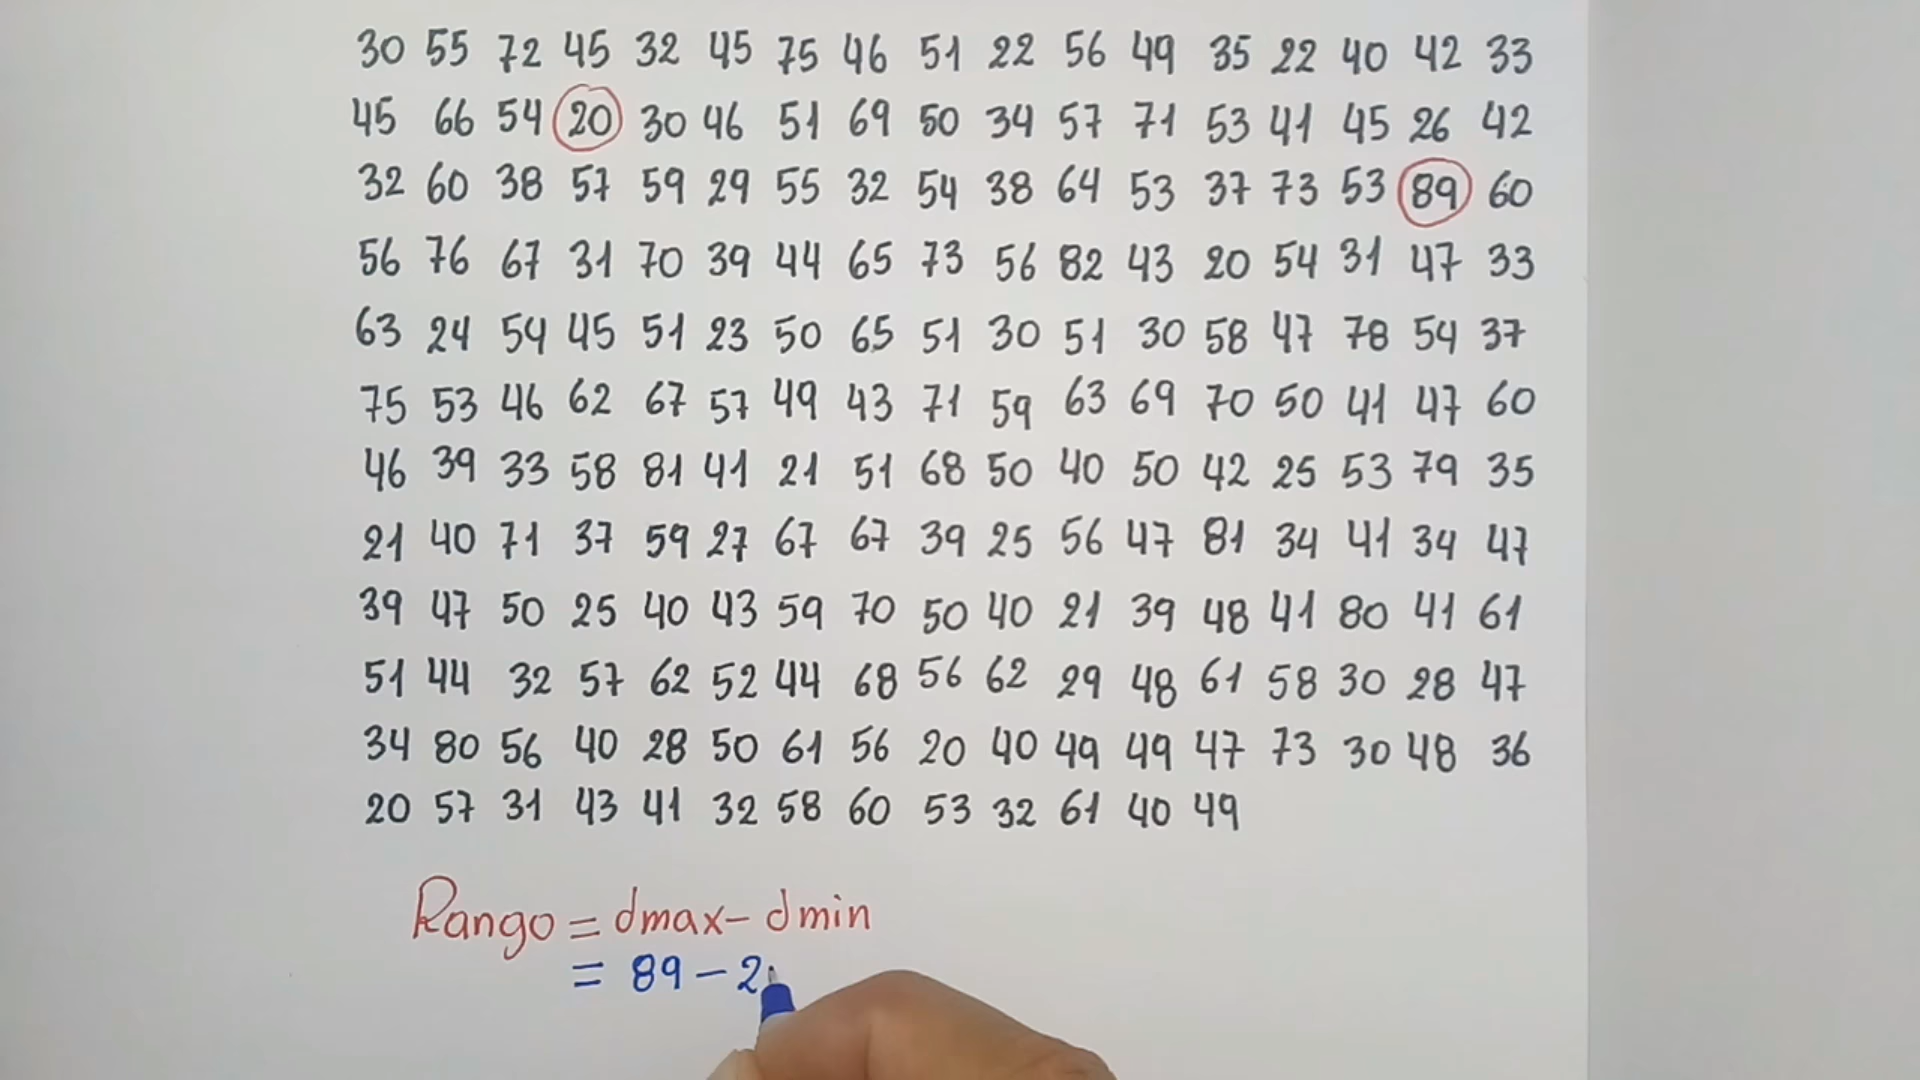 30 55 72 45 32 45 75 46 51 22 56 49 35 22 40 42 33
45 66 54 20 30 46 51 69 50 34 57 71 53 41 45 26 42
32 60 38 57 59 29 55 32 54 38 64 53 37 73 53 89 60
56 76 67 31 70 39 44 65 73 56 82 43 20 54 31 47 33
63 24 54 45 51 23 50 65 51 30 51 30 58 47 78 54 37
75 53 46 62 67 57 49 43 71 59 63 69 70 50 41 47 60
46 39 33 58 81 41 21 51 68 50 40 50 42 25 53 79 35
21 40 71 37 59 27 67 67 39 25 56 47 81 34 41 34 47
39 47 50 25 40 43 59 70 50 40 21 39 48 41 80 41 61
51 44 32 57 62 52 44 68 56 62 29 48 61 58 30 28 47
34 80 56 40 28 50 61 56 20 40 49 49 47 73 30 48 36
20 57 31 43 41 32 58 60 53 32 61 40 49
Rango = dmax - dmin
= 89 - 2